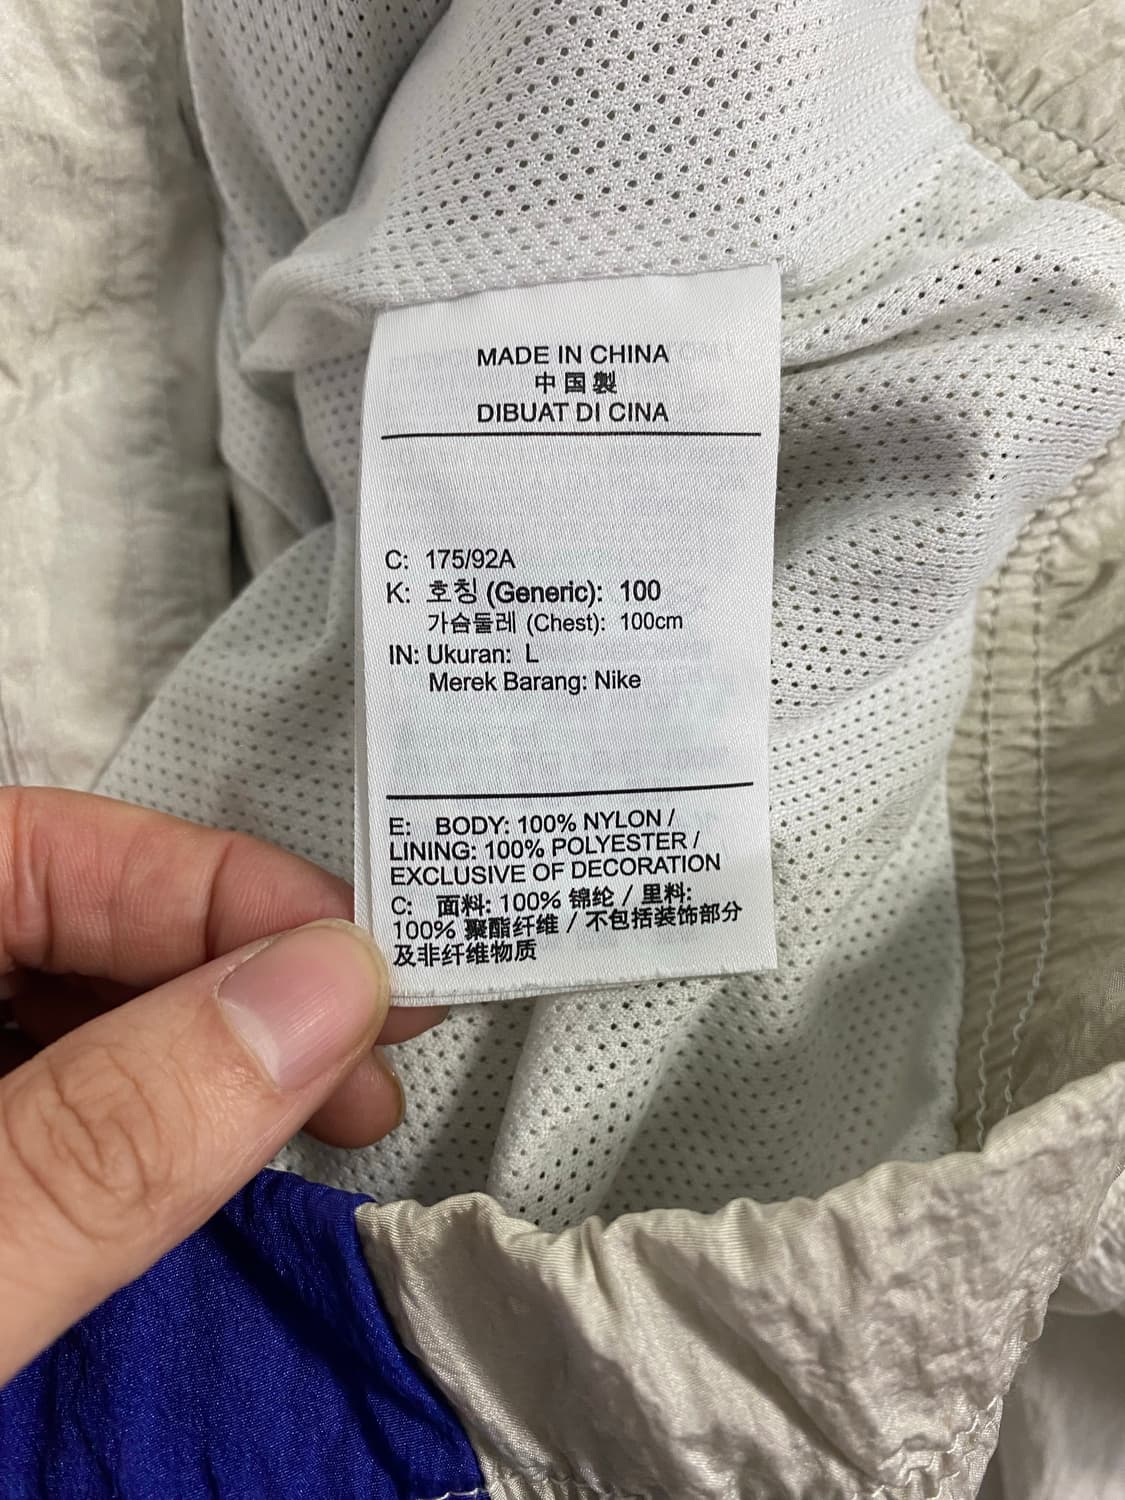 MADE IN CHINA
中国製
DIBUAT DI CINA
C: 175/92A
K: 호칭 (Generic): 100
가슴둘레 (Chest): 100cm
IN: Ukuran: L
Merek Barang: Nike
E: BODY: 100% NYLON /
LINING: 100% POLYESTER /
EXCLUSIVE OF DECORATION
C: 面料: 100% 锦纶 / 里料:
100% 聚酯纤维 / 不包括装饰部分
及非纤维物质